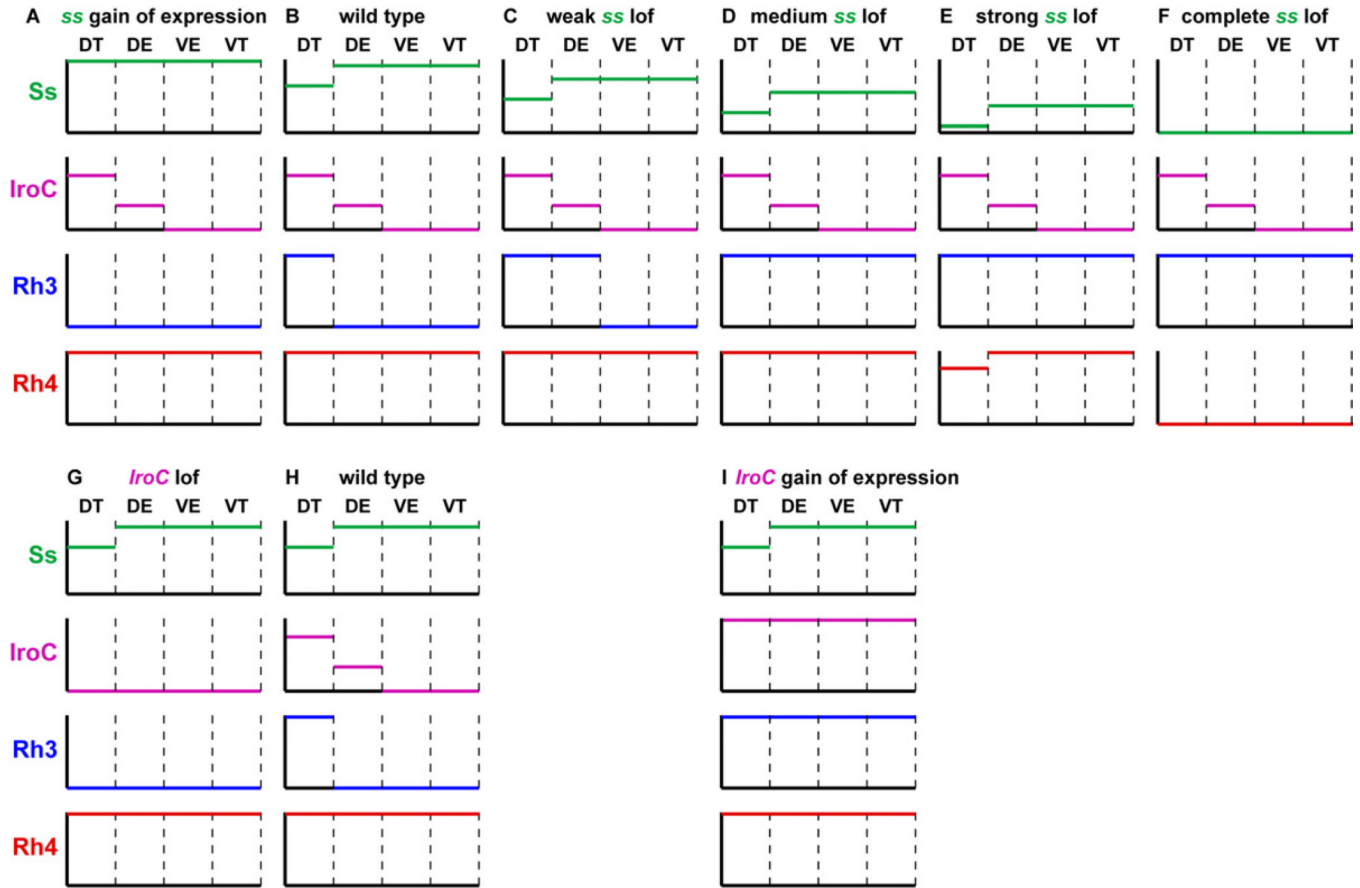 A ss gain of expression B wild type C weak ss lof D medium ss lof E strong ss lof F complete ss lof
DT DE VE VT DT DE VE VT DT DE VE VT DT DE VE VT DT DE VE VT DT DE VE VT
Ss
IroC
Rh3
Rh4
G IroC lof H wild type I IroC gain of expression
DT DE VE VT DT DE VE VT DT DE VE VT
Ss
IroC
Rh3
Rh4